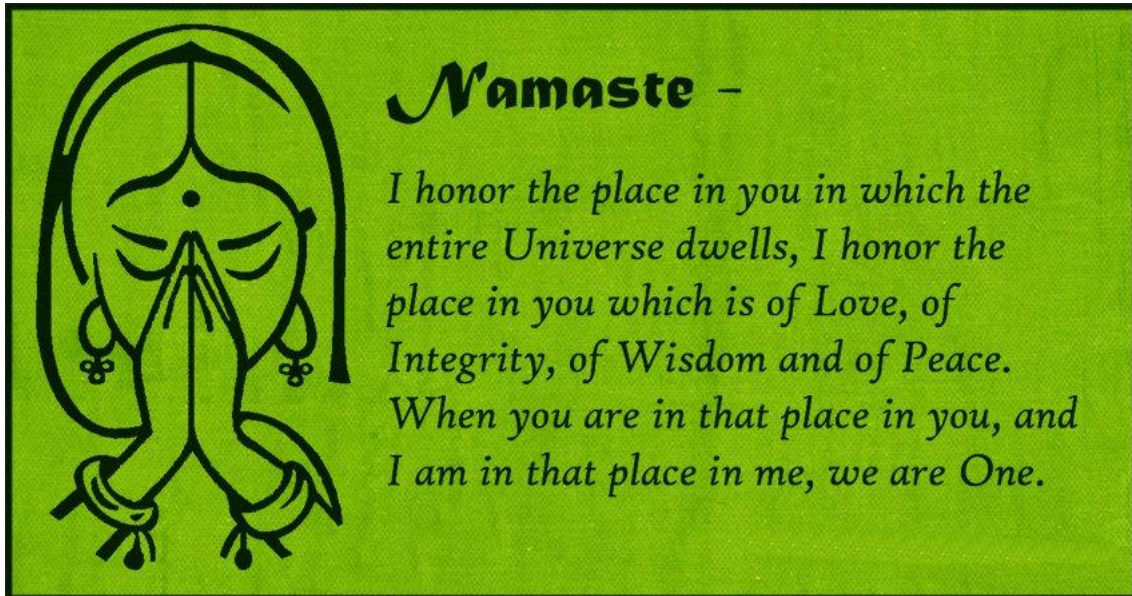 Namaste –
I honor the place in you in which the
entire Universe dwells, I honor the
place in you which is of Love, of
Integrity, of Wisdom and of Peace.
When you are in that place in you, and
I am in that place in me, we are One.